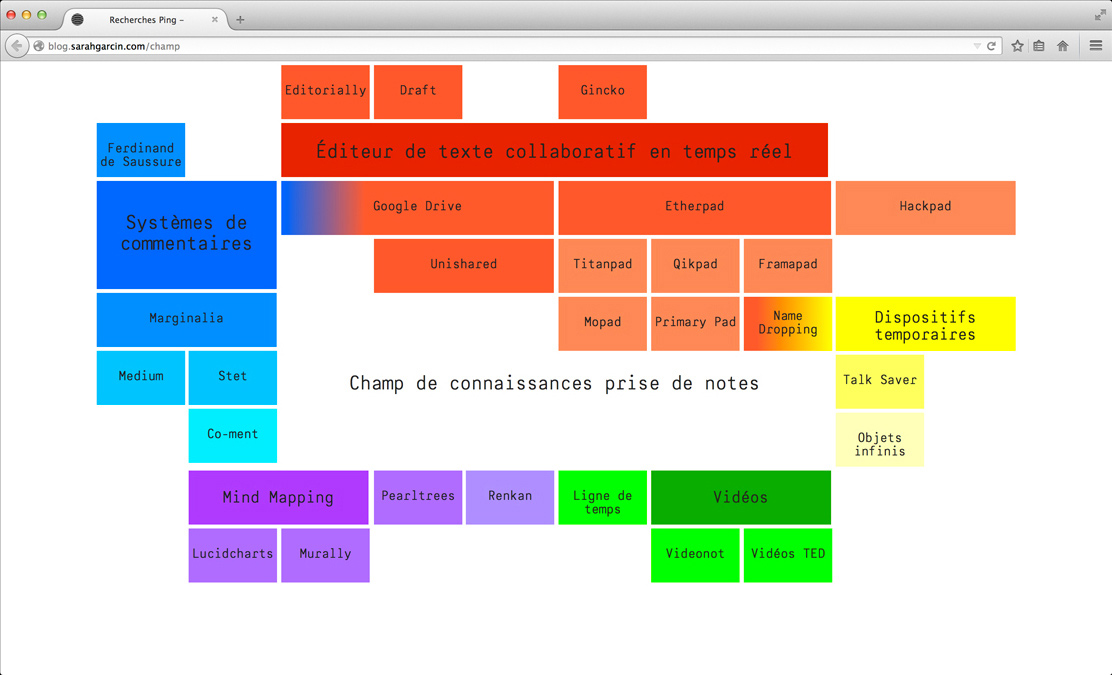 Recherches Ping –
blog.sarahgarcin.com/champ
Editorially
Draft
Gincko
Ferdinand
de Saussure
Éditeur de texte collaboratif en temps réel
Systèmes de
commentaires
Google Drive
Etherpad
Hackpad
Unishared
Titanpad
Qikpad
Framapad
Marginalia
Mopad
Primary Pad
Name
Dropping
Dispositifs
temporaires
Medium
Stet
Champ de connaissances prise de notes
Talk Saver
Co-ment
Objets
infinis
Mind Mapping
Pearltrees
Renkan
Ligne de
temps
Vidéos
Lucidcharts
Murally
Videonot
Vidéos TED